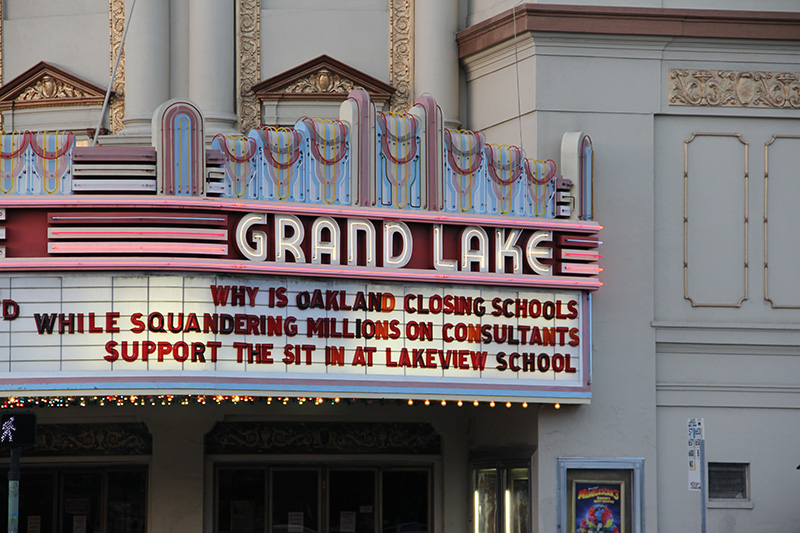 GRAND LAKE
WHY IS OAKLAND CLOSING SCHOOLS
D WHILE SQUANDERING MILLIONS ON CONSULTANTS
SUPPORT THE SIT IN AT LAKEVIEW SCHOOL